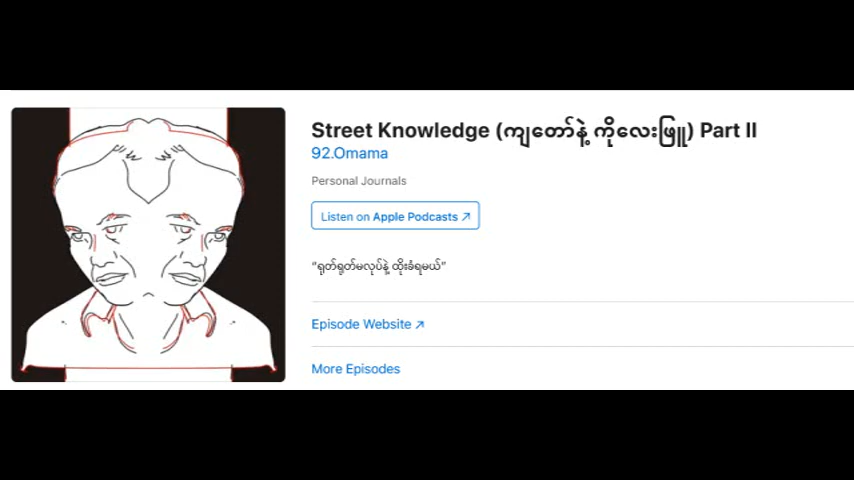 Street Knowledge (ကျတော်နဲ့ ကိုလေးဖြူ) Part II
92.Omama
Personal Journals
Listen on Apple Podcasts ↗
“ရုတ်ရွတ်မလုပ်နဲ့ ထိုးခံရမယ်”
Episode Website ↗
More Episodes